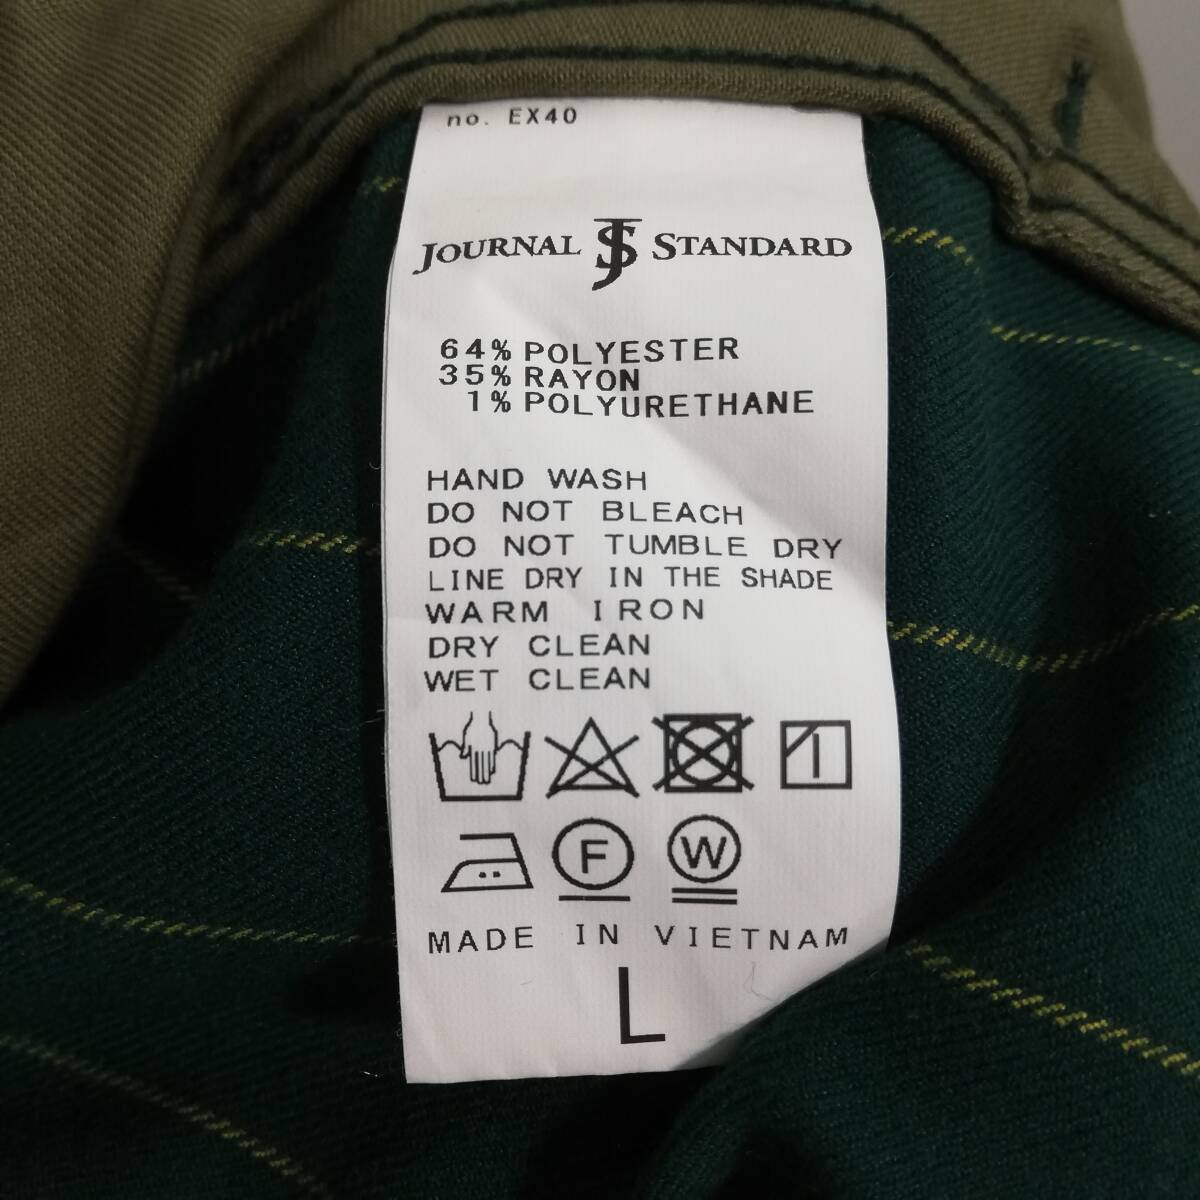 no. EX40
JOURNAL JS STANDARD
64% POLYESTER
35% RAYON
1% POLYURETHANE
HAND WASH
DO NOT BLEACH
DO NOT TUMBLE DRY
LINE DRY IN THE SHADE
WARM IRON
DRY CLEAN
WET CLEAN
F W
MADE IN VIETNAM
L